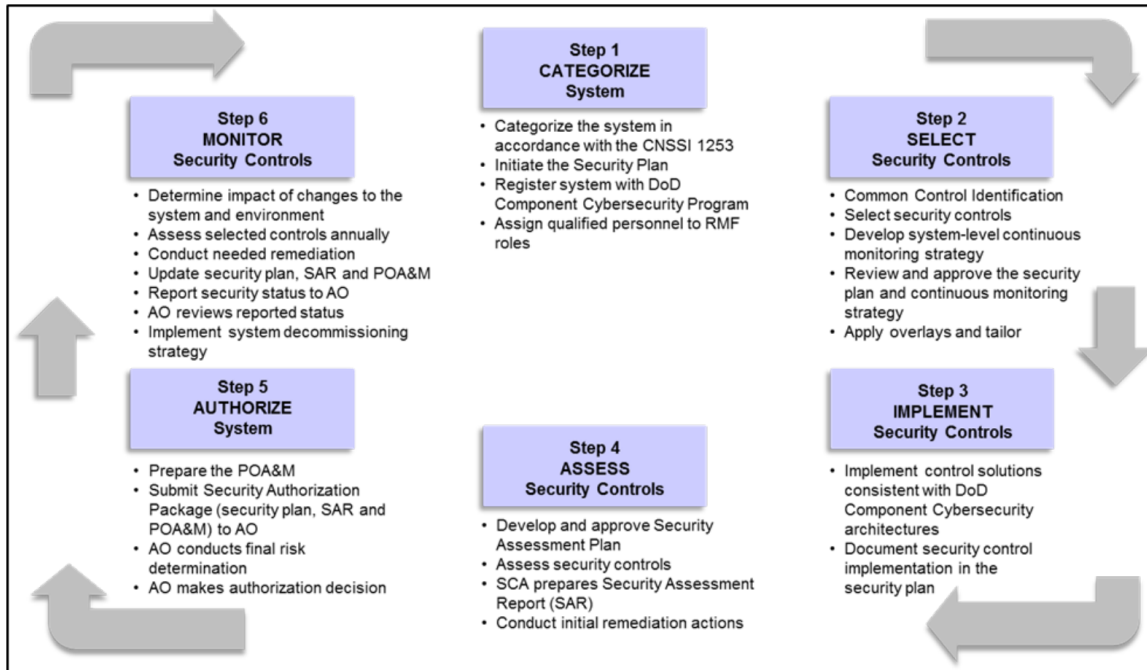 Step 1
CATEGORIZE
System
• Categorize the system in
accordance with the CNSSI 1253
• Initiate the Security Plan
• Register system with DoD
Component Cybersecurity Program
• Assign qualified personnel to RMF
roles
Step 2
SELECT
Security Controls
• Common Control Identification
• Select security controls
• Develop system-level continuous
monitoring strategy
• Review and approve the security
plan and continuous monitoring
strategy
• Apply overlays and tailor
Step 3
IMPLEMENT
Security Controls
• Implement control solutions
consistent with DoD
Component Cybersecurity
architectures
• Document security control
implementation in the
security plan
Step 4
ASSESS
Security Controls
• Develop and approve Security
Assessment Plan
• Assess security controls
• SCA prepares Security Assessment
Report (SAR)
• Conduct initial remediation actions
Step 5
AUTHORIZE
System
• Prepare the POA&M
• Submit Security Authorization
Package (security plan, SAR and
POA&M) to AO
• AO conducts final risk
determination
• AO makes authorization decision
Step 6
MONITOR
Security Controls
• Determine impact of changes to the
system and environment
• Assess selected controls annually
• Conduct needed remediation
• Update security plan, SAR and POA&M
• Report security status to AO
• AO reviews reported status
• Implement system decommissioning
strategy